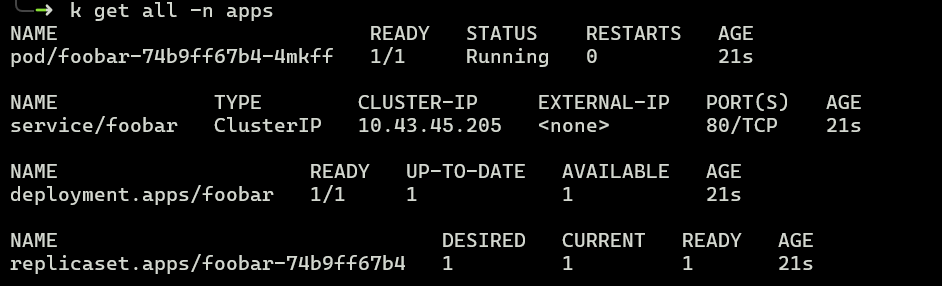 → k get all -n apps
NAME READY STATUS RESTARTS AGE
pod/foobar-74b9ff67b4-4mkff 1/1 Running 0 21s
NAME TYPE CLUSTER-IP EXTERNAL-IP PORT(S) AGE
service/foobar ClusterIP 10.43.45.205 <none> 80/TCP 21s
NAME READY UP-TO-DATE AVAILABLE AGE
deployment.apps/foobar 1/1 1 1 21s
NAME DESIRED CURRENT READY AGE
replicaset.apps/foobar-74b9ff67b4 1 1 1 21s